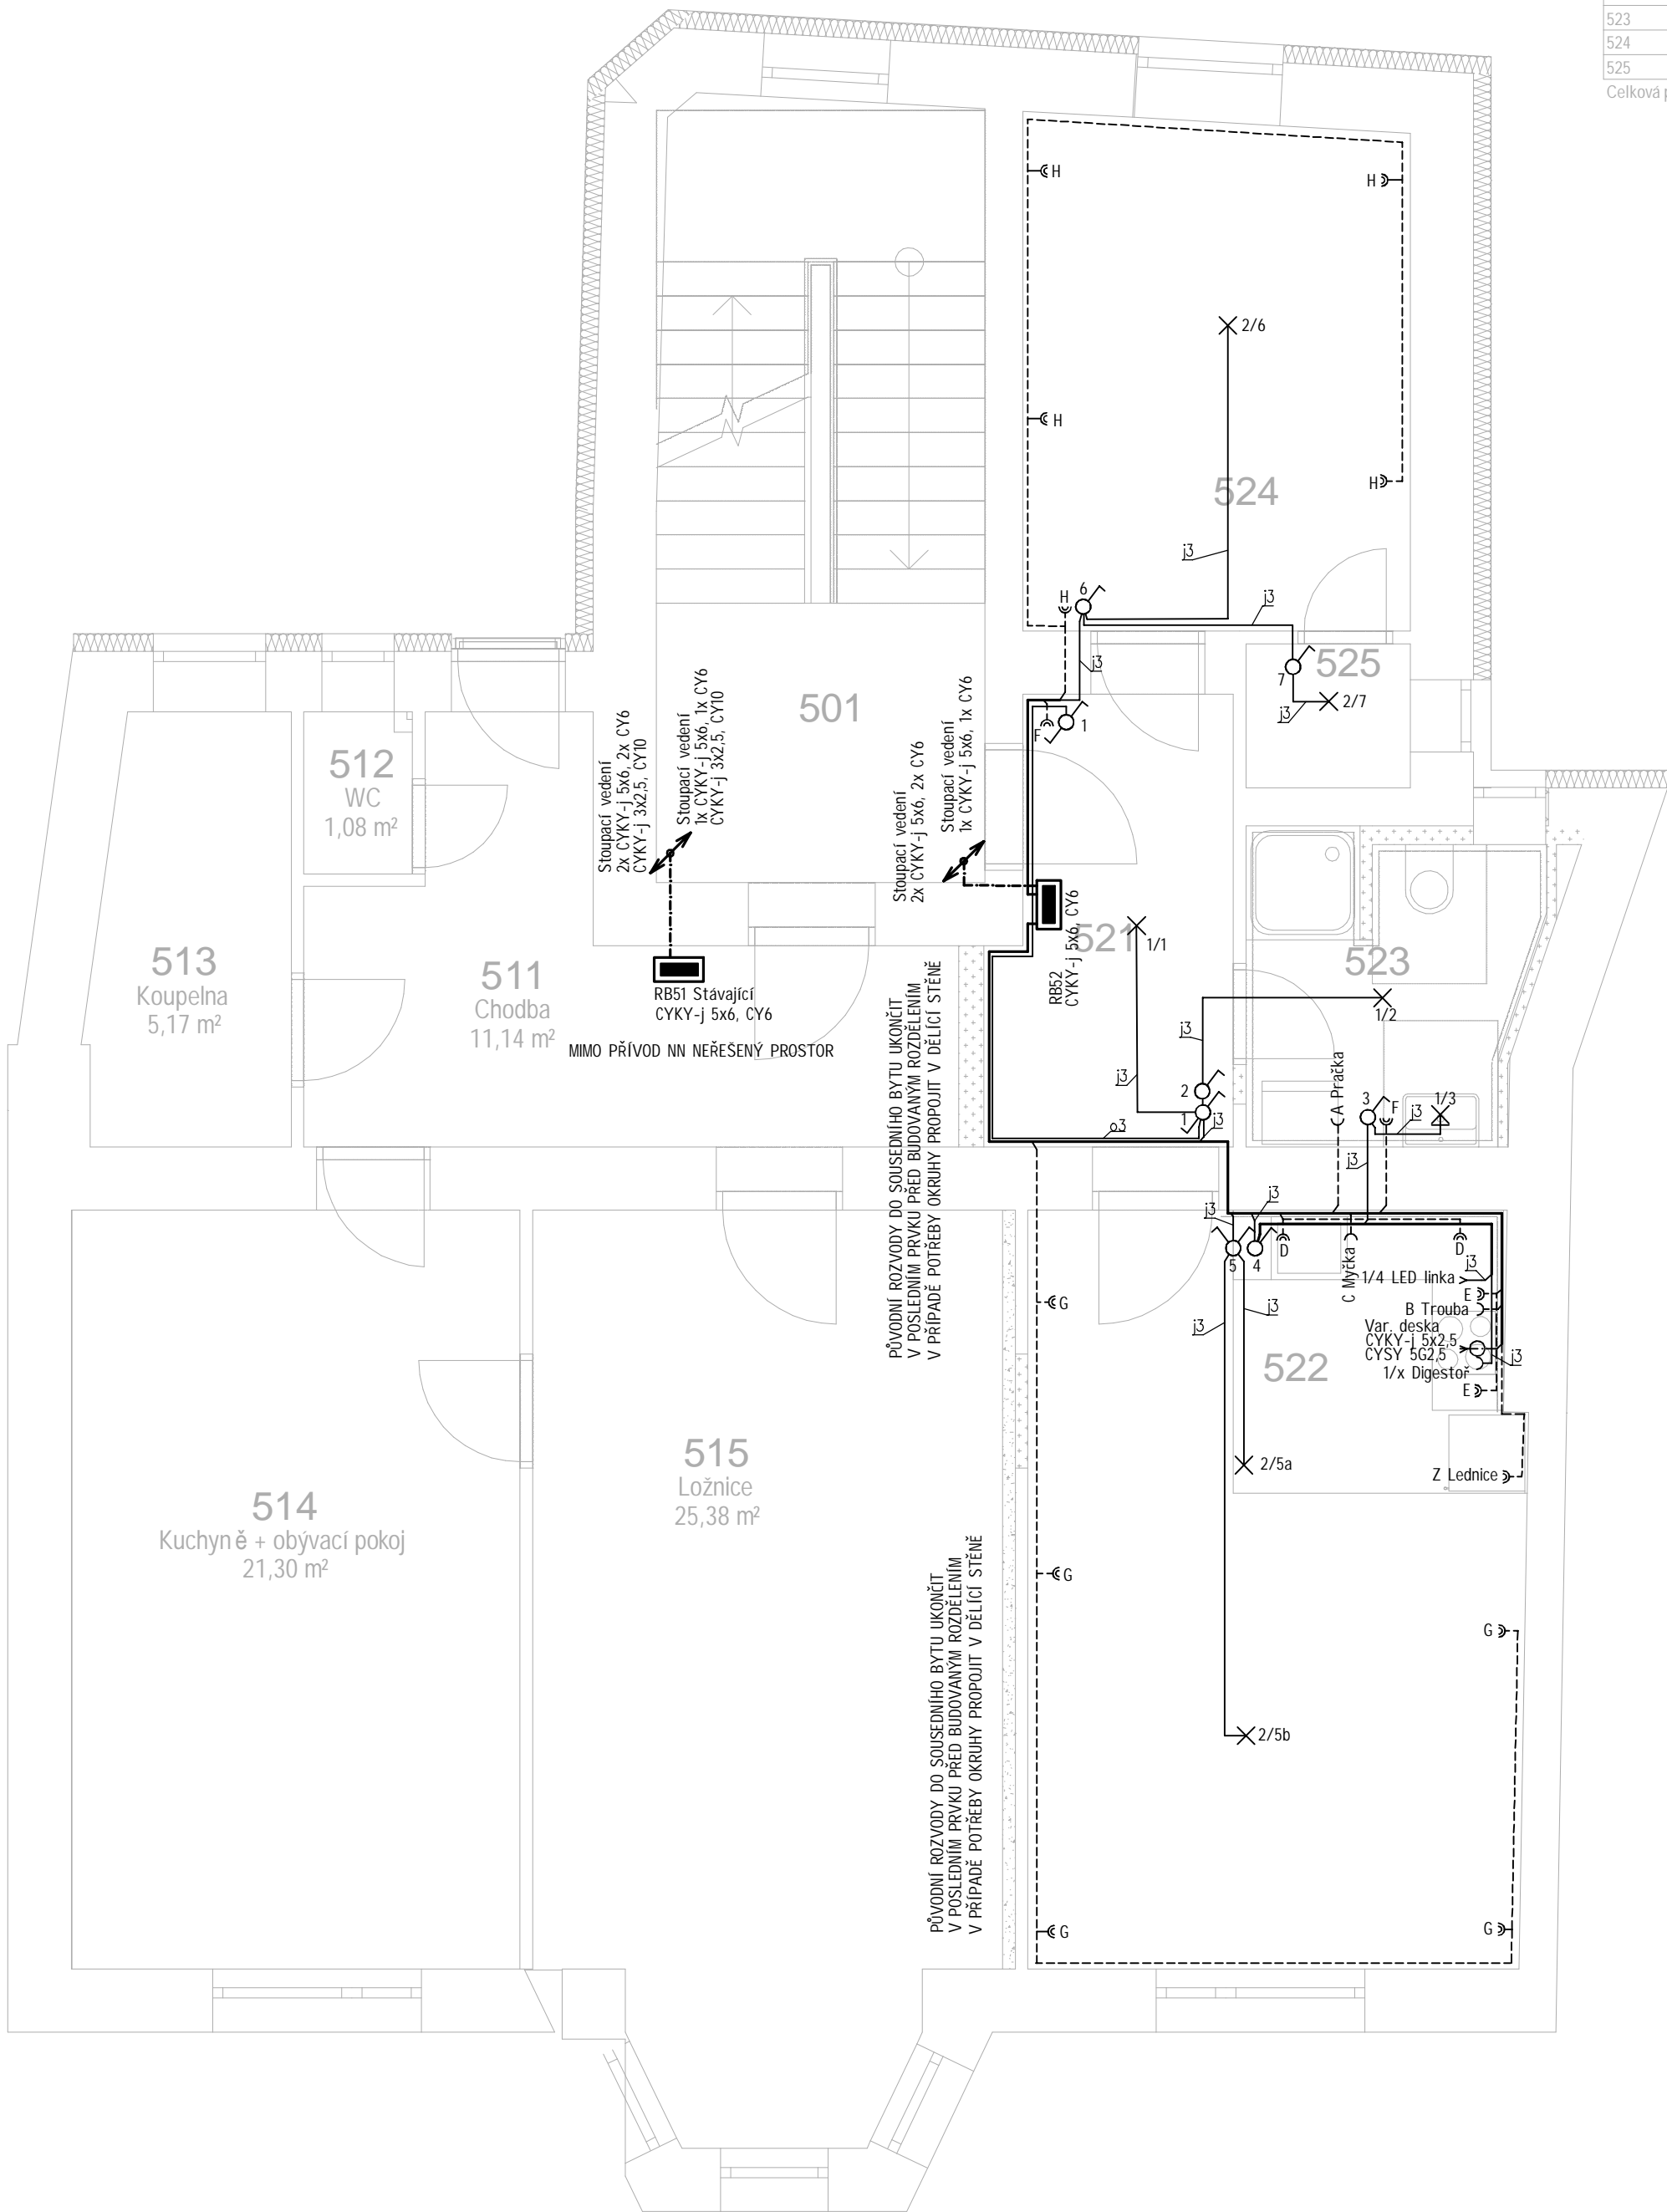 523
524
525
Celková p
H
H
2/6
H
H
524
j3
H
6
j3
j3
525
7
2/7
j3
F
1
501
512
WC
1,08 m²
Stoupací vedení
2x CYKY-j 5x6, 2x CY6
CYKY-j 3x2,5, CY10
Stoupací vedení
1x CYKY-j 5x6, 1x CY6
CYKY-j 3x2,5, CY10
Stoupací vedení
2x CYKY-j 5x6, 2x CY6
Stoupací vedení
1x CYKY-j 5x6, 1x CY6
513
Koupelna
5,17 m²
511
Chodba
11,14 m²
RB51 Stávající
CYKY-j 5x6, CY6
MIMO PŘÍVOD NN NEŘEŠENÝ PROSTOR
RB52
CYKY-j 5x6, CY6
521
1/1
523
1/2
j3
j3
2
1
o3
j3
A Pračka
3
F
j3
1/3
j3
PŮVODNÍ ROZVODY DO SOUSEDNÍHO BYTU UKONČIT
V POSLEDNÍM PRVKU PŘED BUDOVANÝM ROZDĚLENÍM
V PŘÍPADĚ POTŘEBY OKRUHY PROPOJIT V DĚLÍCÍ STĚNĚ
j3
j3
5
4
D
C Myčka
D
j3
1/4 LED linka
E
B Trouba
Var. deska
CYKY-j 5x2,5
CYSY 5G2,5
j3
1/x Digestoř
E
G
j3
j3
522
2/5a
Z Lednice
515
Ložnice
25,38 m²
514
Kuchyně + obývací pokoj
21,30 m²
G
G
PŮVODNÍ ROZVODY DO SOUSEDNÍHO BYTU UKONČIT
V POSLEDNÍM PRVKU PŘED BUDOVANÝM ROZDĚLENÍM
V PŘÍPADĚ POTŘEBY OKRUHY PROPOJIT V DĚLÍCÍ STĚNĚ
2/5b
G
G